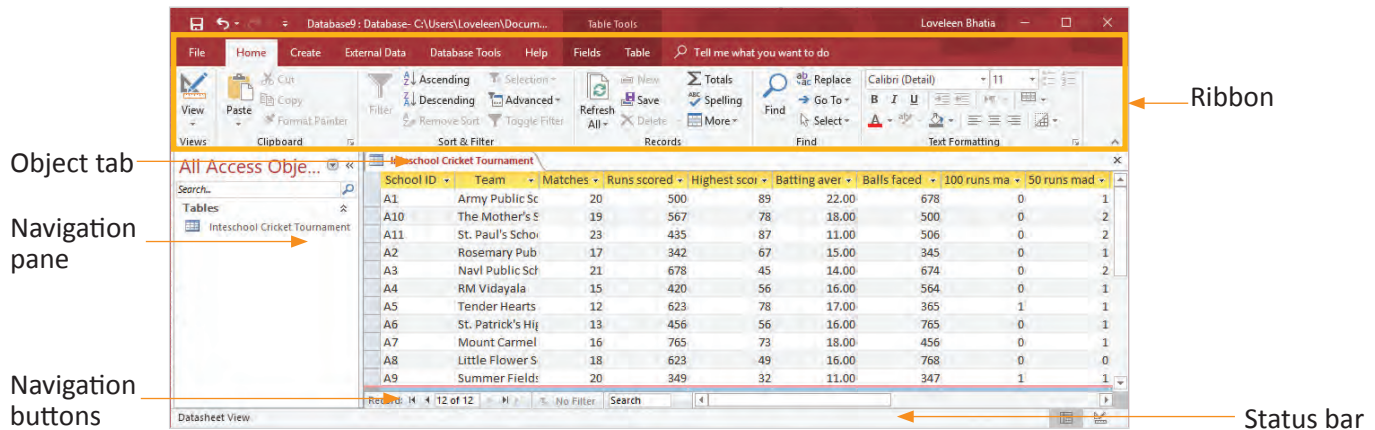 Database9 : Database- C:\Users\Loveleen\Docum... Table Tools Loveleen Bhatia
File Home Create External Data Database Tools Help Fields Table Tell me what you want to do
View Paste Cut Copy Format Painter
Filter Ascending Descending Remove Sort Selection Advanced Toggle Filter
Refresh All New Save Delete Totals Spelling More
Find Replace Go To Select
Calibri (Detail) 11
B I U
Views Clipboard Sort & Filter Records Find Text Formatting
Ribbon
Object tab
Navigation pane
Navigation buttons
Status bar
All Access Obje...
Search..
Tables
Inteschool Cricket Tournament
Inteschool Cricket Tournament
School ID Team Matches Runs scored Highest scor Batting aver Balls faced 100 runs ma 50 runs mad
A1 Army Public Sc 20 500 89 22.00 678 0 1
A10 The Mother's S 19 567 78 18.00 500 0 2
A11 St. Paul's Schoo 23 435 87 11.00 506 0 2
A2 Rosemary Pub 17 342 67 15.00 345 0 1
A3 Navl Public Sch 21 678 45 14.00 674 0 2
A4 RM Vidayala 15 420 56 16.00 564 0 1
A5 Tender Hearts 12 623 78 17.00 365 1 1
A6 St. Patrick's Hig 13 456 56 16.00 765 0 1
A7 Mount Carmel 16 765 73 18.00 456 0 1
A8 Little Flower S 18 623 49 16.00 768 0 0
A9 Summer Fields 20 349 32 11.00 347 1 1
Record: 12 of 12 No Filter Search
Datasheet View